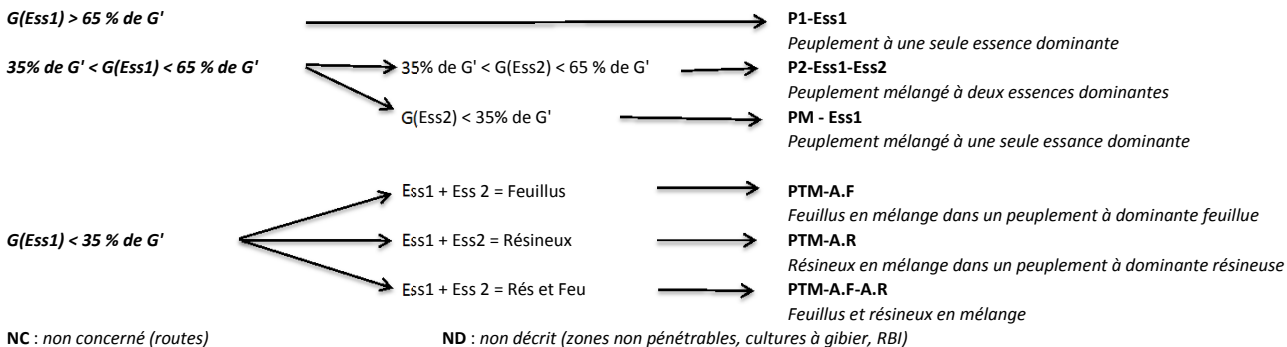 G(Ess1) > 65 % de G' P1-Ess1
Peuplement à une seule essence dominante
35% de G' < G(Ess1) < 65 % de G' 35% de G' < G(Ess2) < 65 % de G' P2-Ess1-Ess2
Peuplement mélangé à deux essences dominantes
G(Ess2) < 35% de G' PM - Ess1
Peuplement mélangé à une seule essance dominante
Ess1 + Ess 2 = Feuillus PTM-A.F
Feuillus en mélange dans un peuplement à dominante feuillue
G(Ess1) < 35 % de G' Ess1 + Ess2 = Résineux PTM-A.R
Résineux en mélange dans un peuplement à dominante résineuse
Ess1 + Ess 2 = Rés et Feu PTM-A.F-A.R
Feuillus et résineux en mélange
NC : non concerné (routes) ND : non décrit (zones non pénétrables, cultures à gibier, RBI)